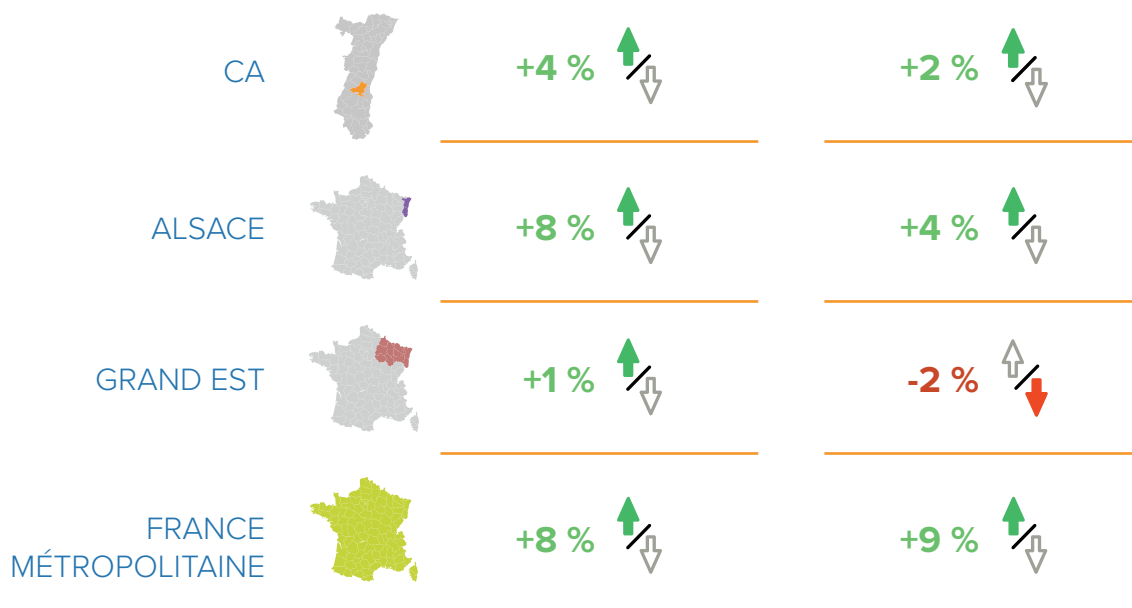 CA
+4 %
+2 %
ALSACE
+8 %
+4 %
GRAND EST
+1 %
-2 %
FRANCE
MÉTROPOLITAINE
+8 %
+9 %